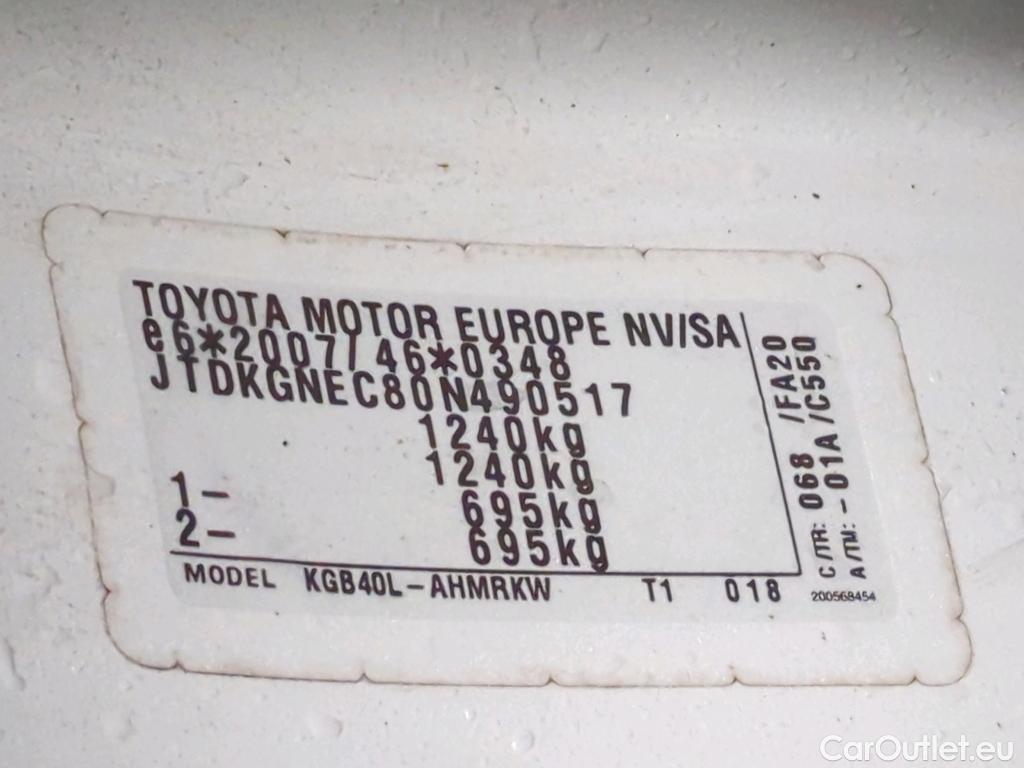 TOYOTA MOTOR EUROPE NV/SA
e6*2007/46*0348
JTDKGNEC80N490517
1240kg
1240kg
1- 695kg
2- 695kg
MODEL KGB40L-AHMRKW T1 018
C/TR: 068 /FA20
A/TM: -01A /C550
200568454
CarOutlet.eu